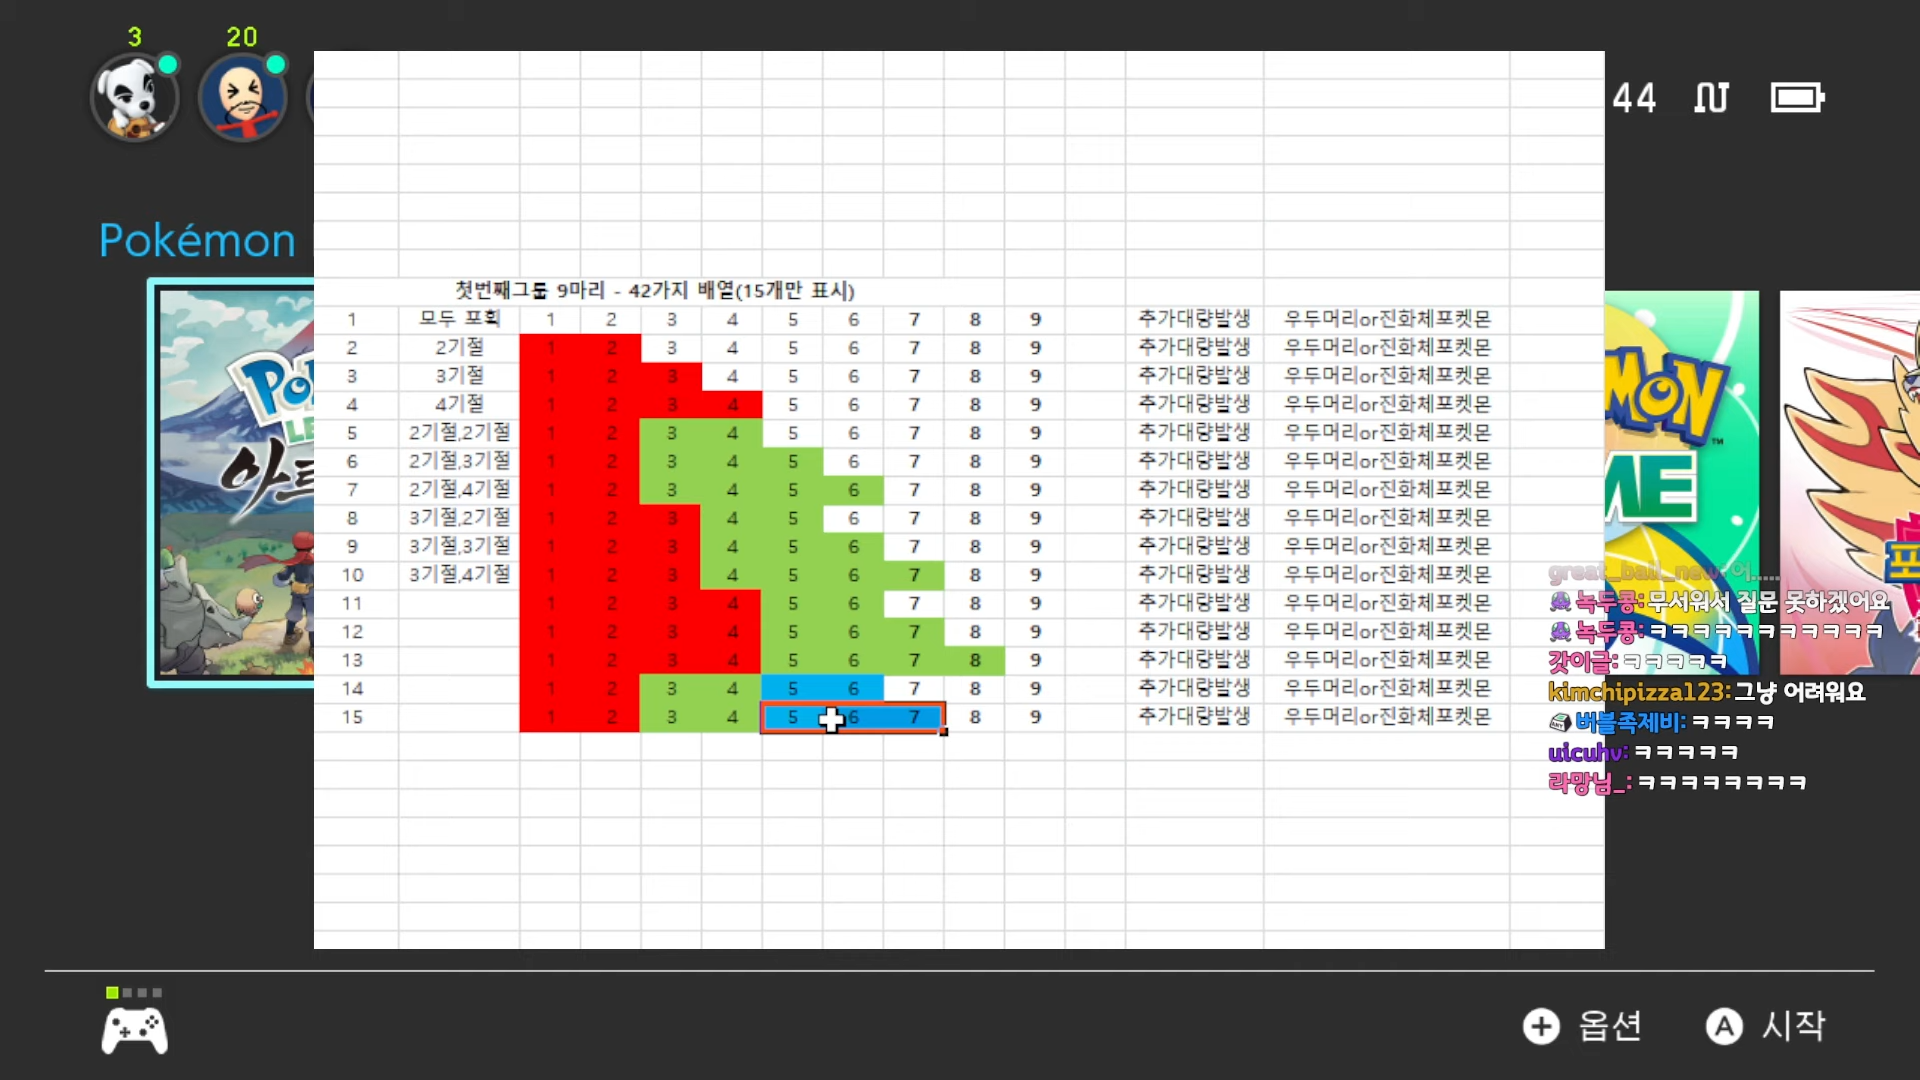 3 20
44
Pokémon
첫번째그룹 9마리 - 42가지 배열(15개만 표시)
1 모두 포획 1 2 3 4 5 6 7 8 9 추가대량발생 우두머리or진화체포켓몬
2 2기절 1 2 3 4 5 6 7 8 9 추가대량발생 우두머리or진화체포켓몬
3 3기절 1 2 3 4 5 6 7 8 9 추가대량발생 우두머리or진화체포켓몬
4 4기절 1 2 3 4 5 6 7 8 9 추가대량발생 우두머리or진화체포켓몬
5 2기절,2기절 1 2 3 4 5 6 7 8 9 추가대량발생 우두머리or진화체포켓몬
6 2기절,3기절 1 2 3 4 5 6 7 8 9 추가대량발생 우두머리or진화체포켓몬
7 2기절,4기절 1 2 3 4 5 6 7 8 9 추가대량발생 우두머리or진화체포켓몬
8 3기절,2기절 1 2 3 4 5 6 7 8 9 추가대량발생 우두머리or진화체포켓몬
9 3기절,3기절 1 2 3 4 5 6 7 8 9 추가대량발생 우두머리or진화체포켓몬
10 3기절,4기절 1 2 3 4 5 6 7 8 9 추가대량발생 우두머리or진화체포켓몬
11 1 2 3 4 5 6 7 8 9 추가대량발생 우두머리or진화체포켓몬
12 1 2 3 4 5 6 7 8 9 추가대량발생 우두머리or진화체포켓몬
13 1 2 3 4 5 6 7 8 9 추가대량발생 우두머리or진화체포켓몬
14 1 2 3 4 5 6 7 8 9 추가대량발생 우두머리or진화체포켓몬
15 1 2 3 4 5 6 7 8 9 추가대량발생 우두머리or진화체포켓몬
MON
ME
포
great_ball_new: 어.....
녹두콩: 무서워서 질문 못하겠어요
녹두콩: ㅋㅋㅋㅋㅋㅋㅋㅋㅋㅋㅋ
갓이글: ㅋㅋㅋㅋㅋ
kimchipizza123: 그냥 어려워요
버블족제비: ㅋㅋㅋㅋ
uicuhv: ㅋㅋㅋㅋㅋ
라망님_: ㅋㅋㅋㅋㅋㅋㅋㅋ
+ 옵션 A 시작